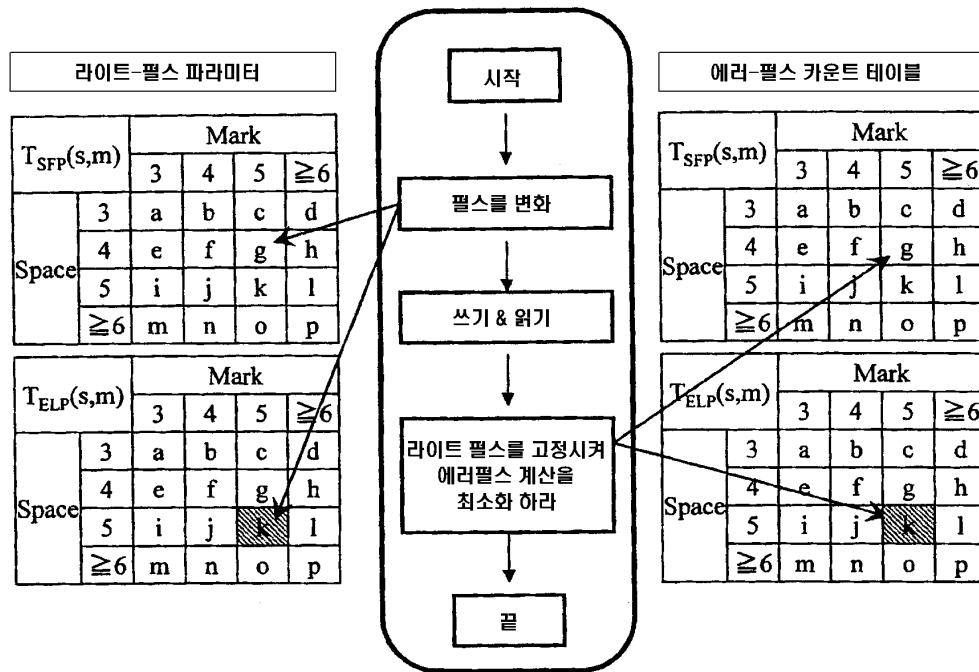 라이트-펄스 파라미터
T_SFP(s,m) Mark
3 4 5 ≧6
Space 3 a b c d
4 e f g h
5 i j k l
≧6 m n o p
T_ELP(s,m) Mark
3 4 5 ≧6
Space 3 a b c d
4 e f g h
5 i j k l
≧6 m n o p
시작
펄스를 변화
쓰기 & 읽기
라이트 펄스를 고정시켜
에러펄스 계산을
최소화 하라
끝
에러-펄스 카운트 테이블
T_SFP(s,m) Mark
3 4 5 ≧6
Space 3 a b c d
4 e f g h
5 i j k l
≧6 m n o p
T_ELP(s,m) Mark
3 4 5 ≧6
Space 3 a b c d
4 e f g h
5 i j k l
≧6 m n o p